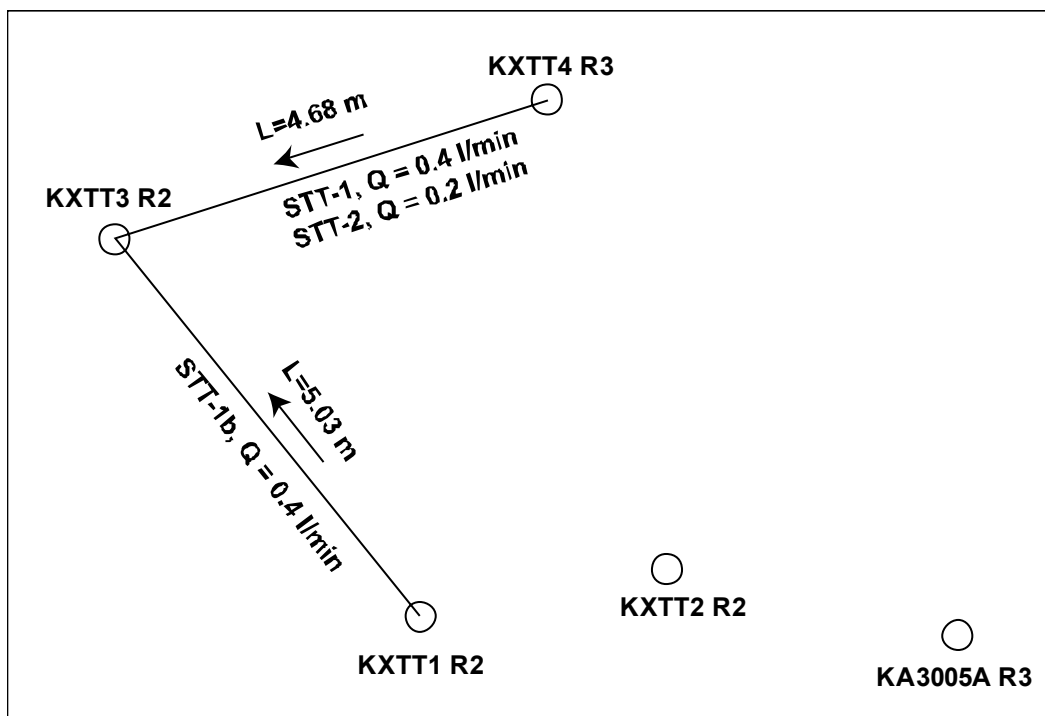 KXTT4 R3
L=4.68 m
STT-1, Q = 0.4 l/min
STT-2, Q = 0.2 l/min
KXTT3 R2
L=5.03 m
STT-1b, Q = 0.4 l/min
KXTT2 R2
KXTT1 R2
KA3005A R3